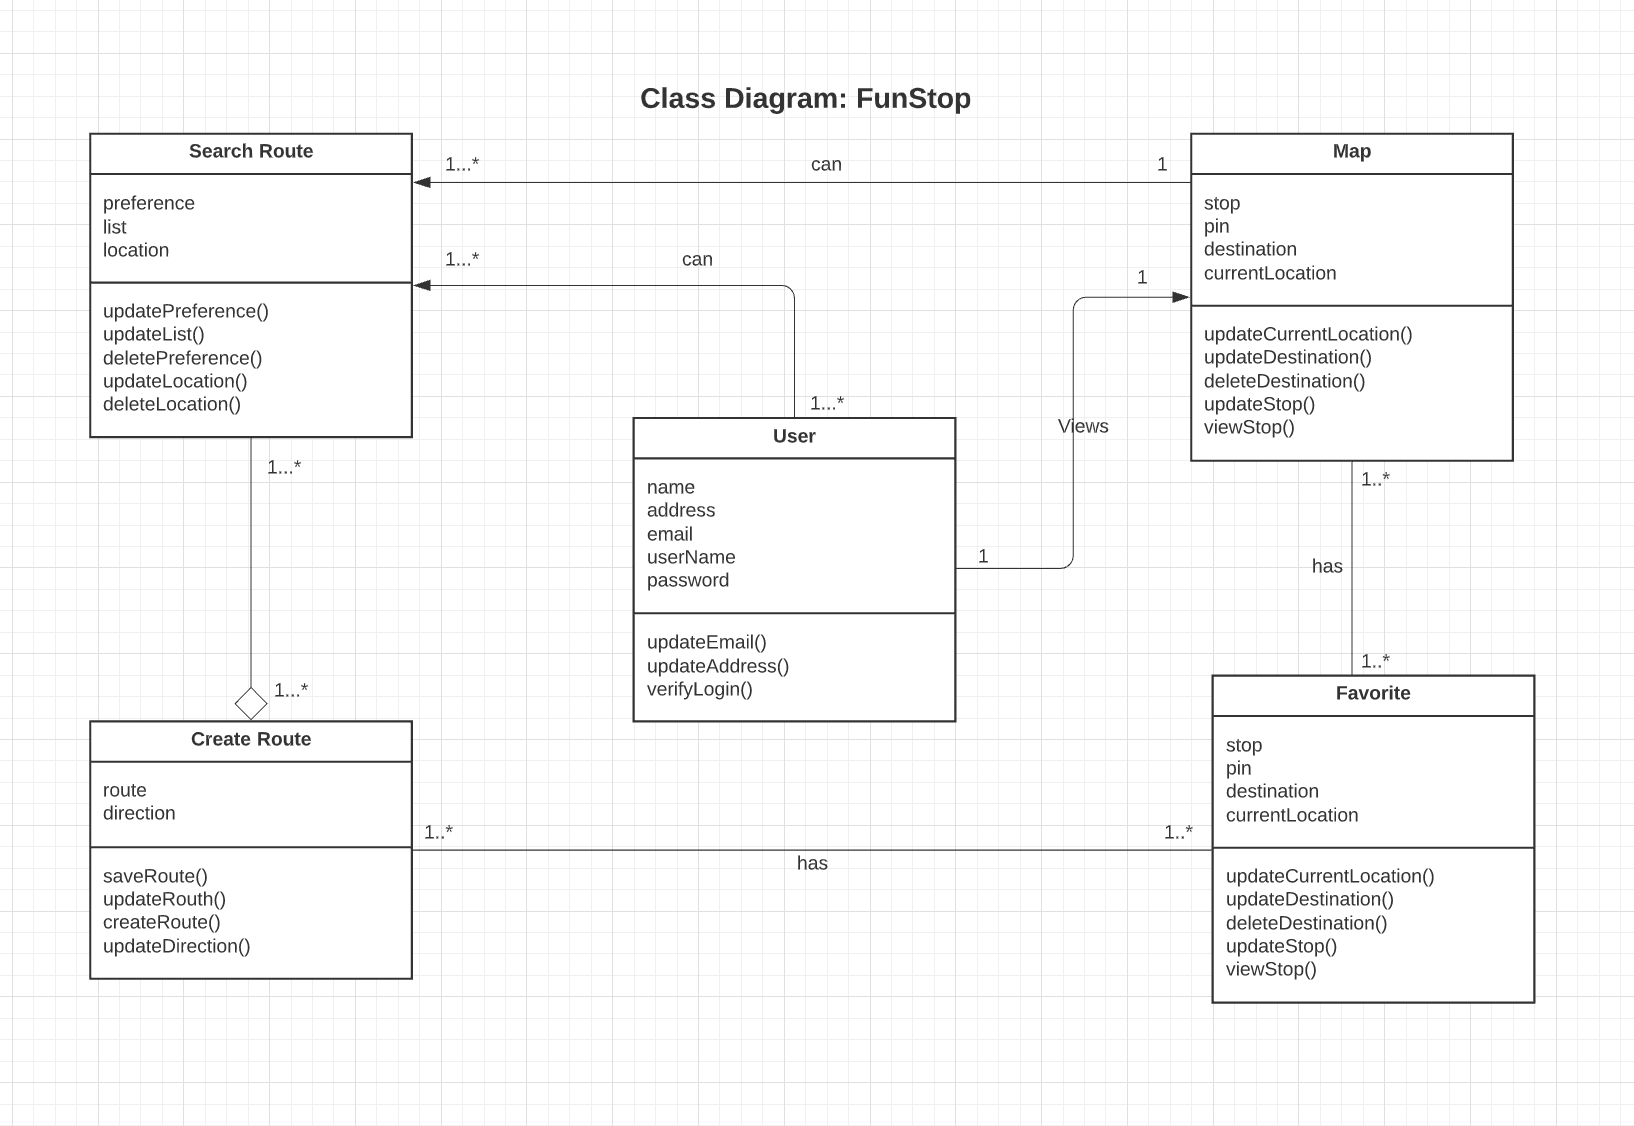 Class Diagram: FunStop
Search Route
preference
list
location
updatePreference()
updateList()
deletePreference()
updateLocation()
deleteLocation()
1...*
can
1
1...*
can
1...*
Map
stop
pin
destination
currentLocation
updateCurrentLocation()
updateDestination()
deleteDestination()
updateStop()
viewStop()
1
Views
1
User
name
address
email
userName
password
updateEmail()
updateAddress()
verifyLogin()
1...*
1...*
1..*
has
1..*
Create Route
route
direction
saveRoute()
updateRouth()
createRoute()
updateDirection()
1..*
has
1..*
Favorite
stop
pin
destination
currentLocation
updateCurrentLocation()
updateDestination()
deleteDestination()
updateStop()
viewStop()